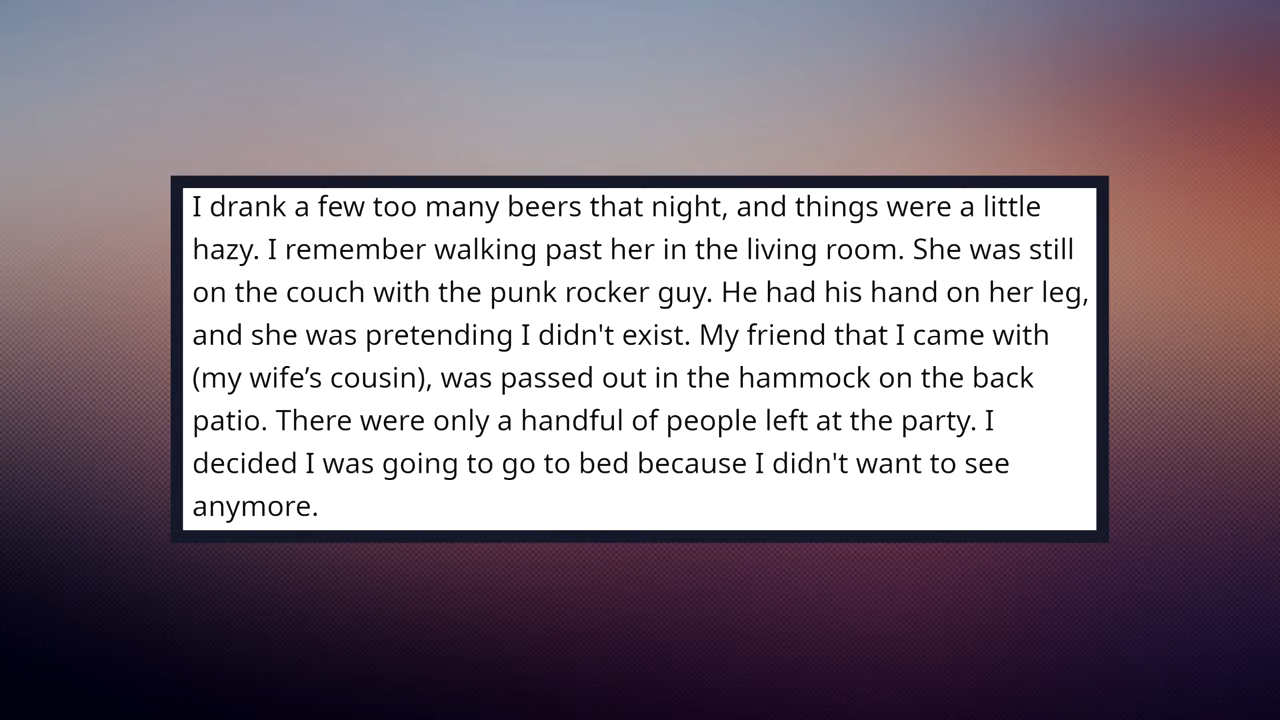 I drank a few too many beers that night, and things were a little
hazy. I remember walking past her in the living room. She was still
on the couch with the punk rocker guy. He had his hand on her leg,
and she was pretending I didn't exist. My friend that I came with
(my wife’s cousin), was passed out in the hammock on the back
patio. There were only a handful of people left at the party. I
decided I was going to go to bed because I didn't want to see
anymore.